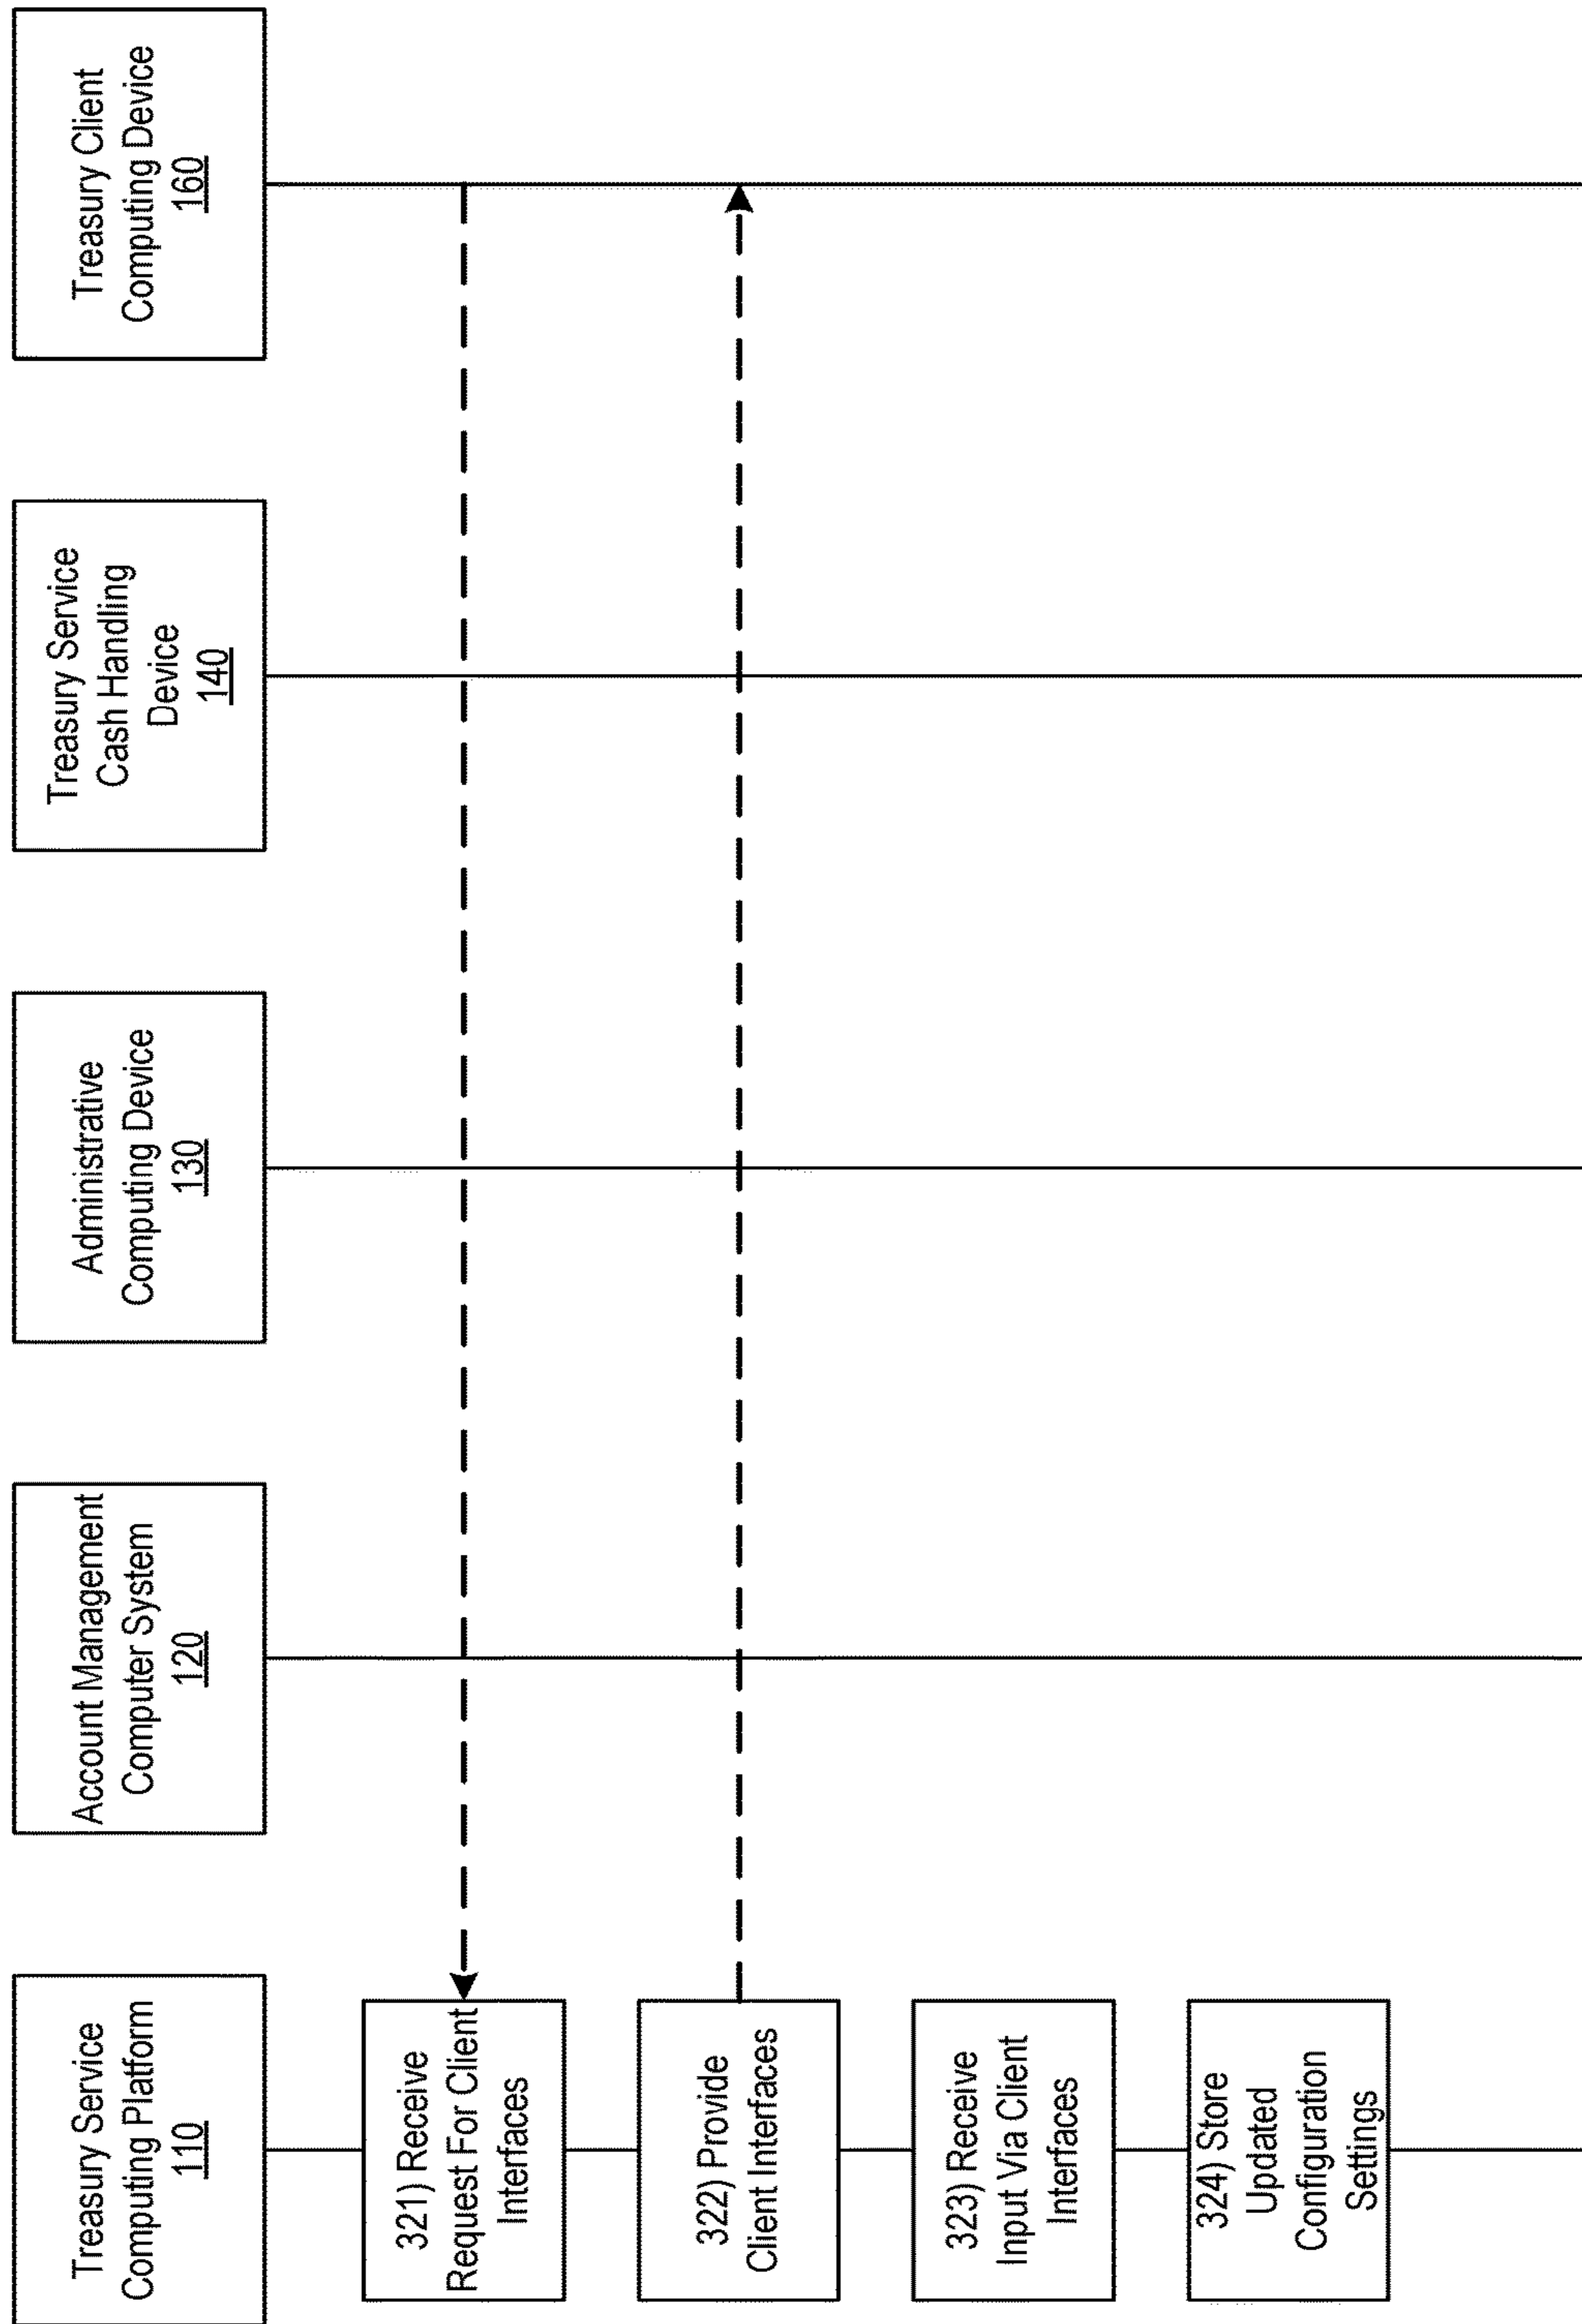 Treasury Service
Computing Platform
110
Account Management
Computer System
120
Administrative
Computing Device
130
Treasury Service
Cash Handling
Device
140
Treasury Client
Computing Device
160
321) Receive
Request For Client
Interfaces
322) Provide
Client Interfaces
323) Receive
Input Via Client
Interfaces
324) Store
Updated
Configuration
Settings